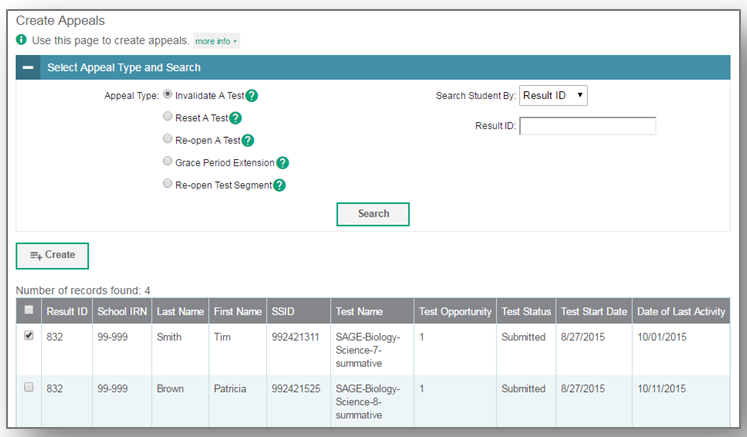 Create Appeals
Use this page to create appeals. more info
Select Appeal Type and Search
Appeal Type: Invalidate A Test ? Search Student By: Result ID
Reset A Test ? Result ID:
Re-open A Test ?
Grace Period Extension ?
Re-open Test Segment ?
Search
Create
Number of records found: 4
Result ID School IRN Last Name First Name SSID Test Name Test Opportunity Test Status Test Start Date Date of Last Activity
832 99-999 Smith Tim 992421311 SAGE-Biology- 1 Submitted 8/27/2015 10/01/2015
Science-7-
summative
832 99-999 Brown Patricia 992421525 SAGE-Biology- 1 Submitted 8/27/2015 10/11/2015
Science-8-
summative